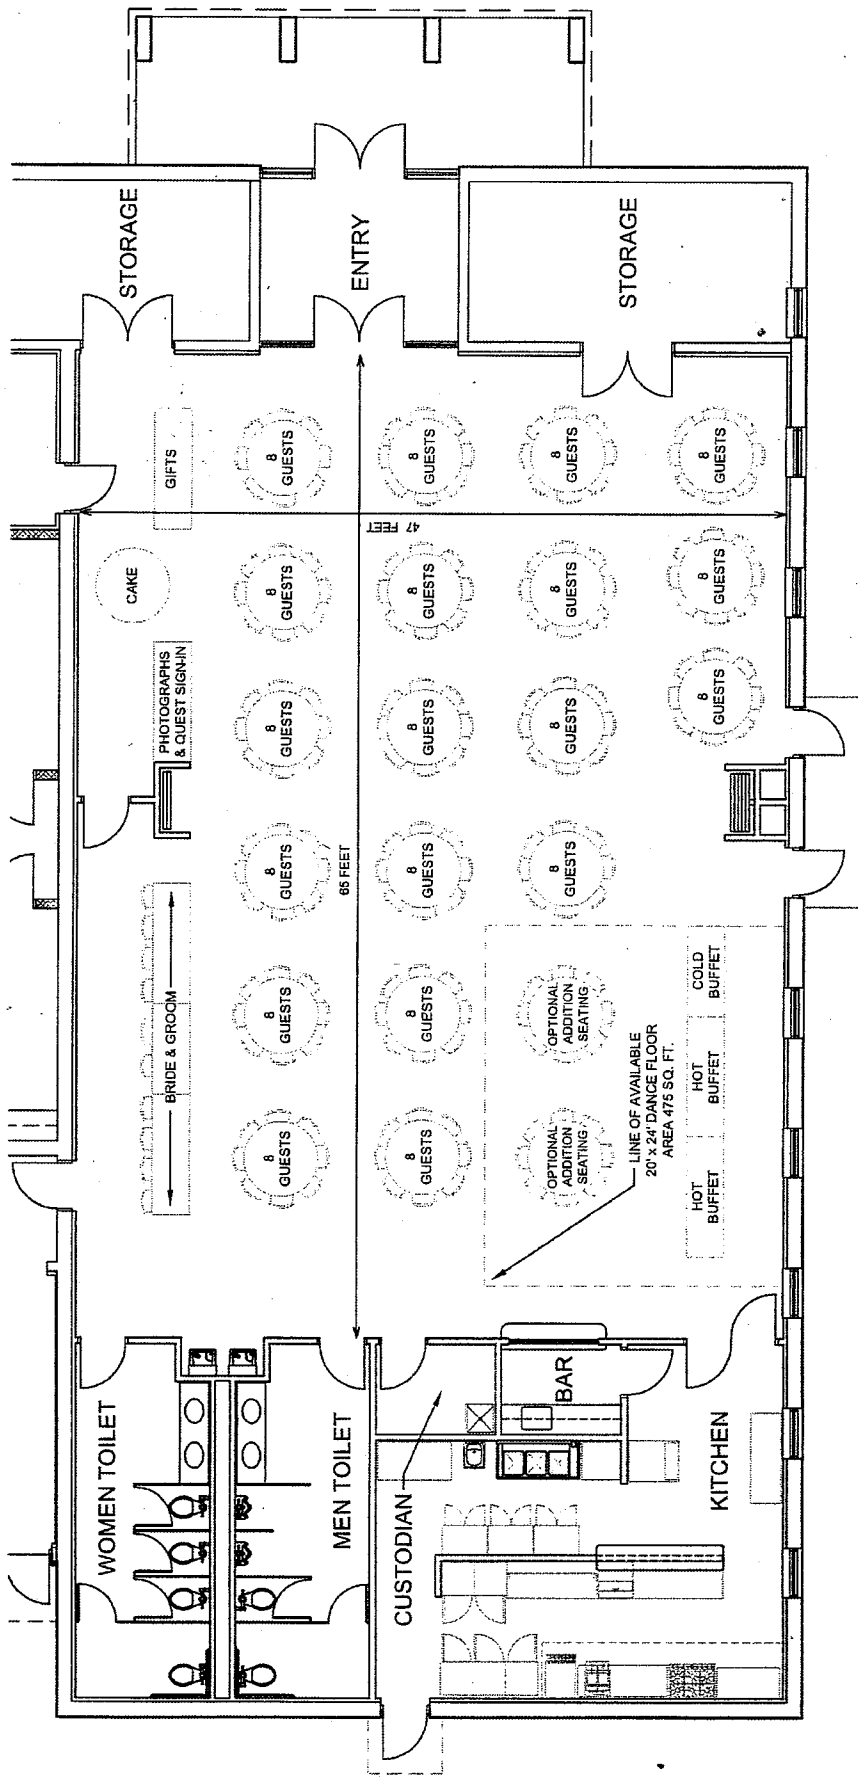 WOMEN TOILET
BRIDE & GROOM
PHOTOGRAPHS
& QUEST SIGN-IN
CAKE
GIFTS
STORAGE
MEN TOILET
8
GUESTS
8
GUESTS
8
GUESTS
8
GUESTS
8
GUESTS
8
GUESTS
65 FEET
47 FEET
ENTRY
CUSTODIAN
8
GUESTS
8
GUESTS
8
GUESTS
8
GUESTS
8
GUESTS
8
GUESTS
BAR
OPTIONAL
ADDITION
SEATING
OPTIONAL
ADDITION
SEATING
8
GUESTS
8
GUESTS
8
GUESTS
8
GUESTS
STORAGE
LINE OF AVAILABLE
20' x 24' DANCE FLOOR
AREA 475 SQ. FT.
KITCHEN
HOT
BUFFET
HOT
BUFFET
COLD
BUFFET
8
GUESTS
8
GUESTS
8
GUESTS